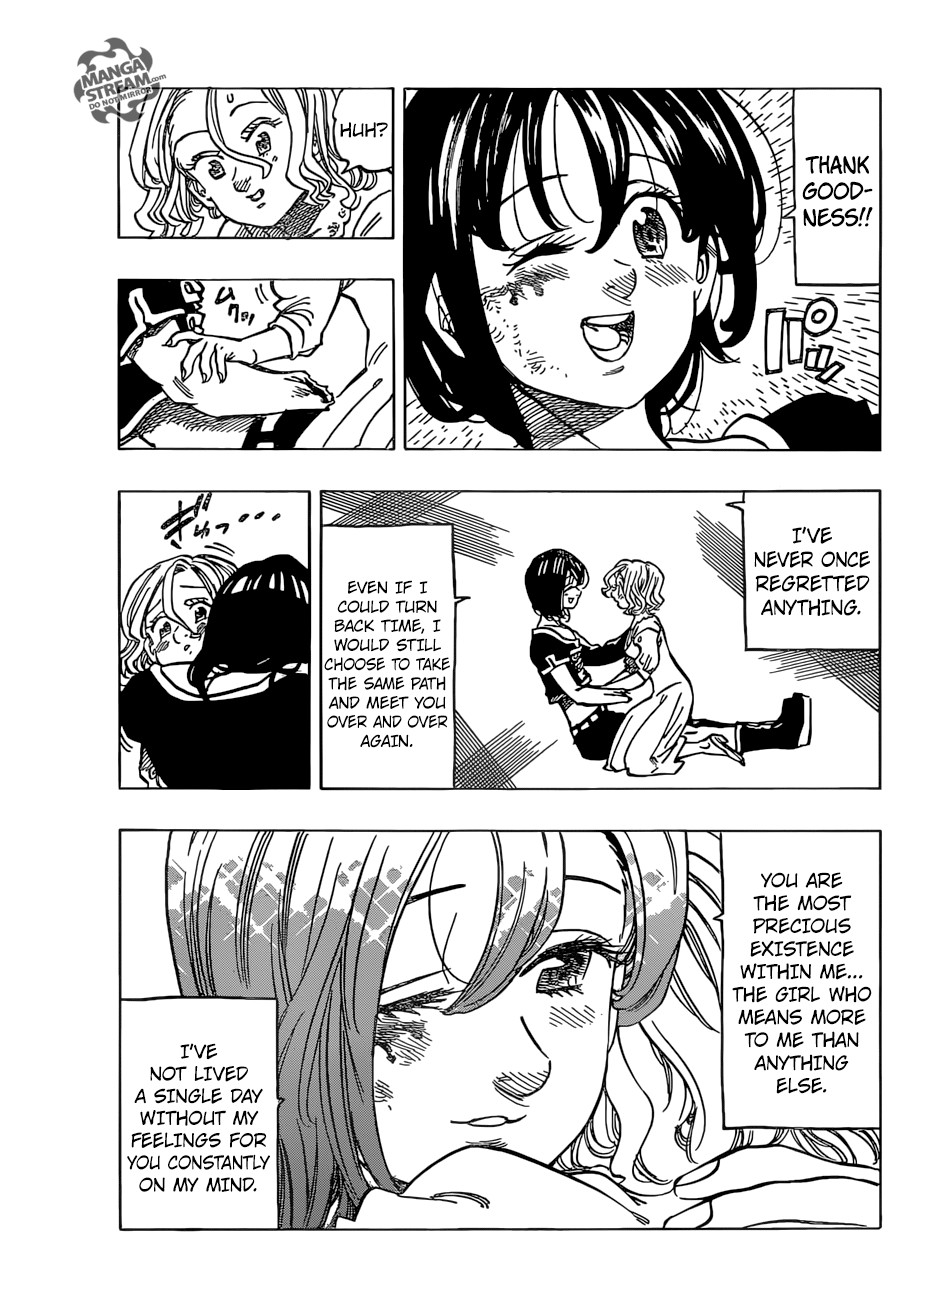 MANGA
STREAM.com
DO NOT MIRROR
THANK
GOOD-
NESS!!
HUH?
I'VE
NEVER ONCE
REGRETTED
ANYTHING.
EVEN IF I
COULD TURN
BACK TIME, I
WOULD STILL
CHOOSE TO TAKE
THE SAME PATH
AND MEET YOU
OVER AND OVER
AGAIN.
ぎゅっ...
YOU ARE
THE MOST
PRECIOUS
EXISTENCE
WITHIN ME...
THE GIRL WHO
MEANS MORE
TO ME THAN
ANYTHING
ELSE.
I'VE
NOT LIVED
A SINGLE DAY
WITHOUT MY
FEELINGS FOR
YOU CONSTANTLY
ON MY MIND.